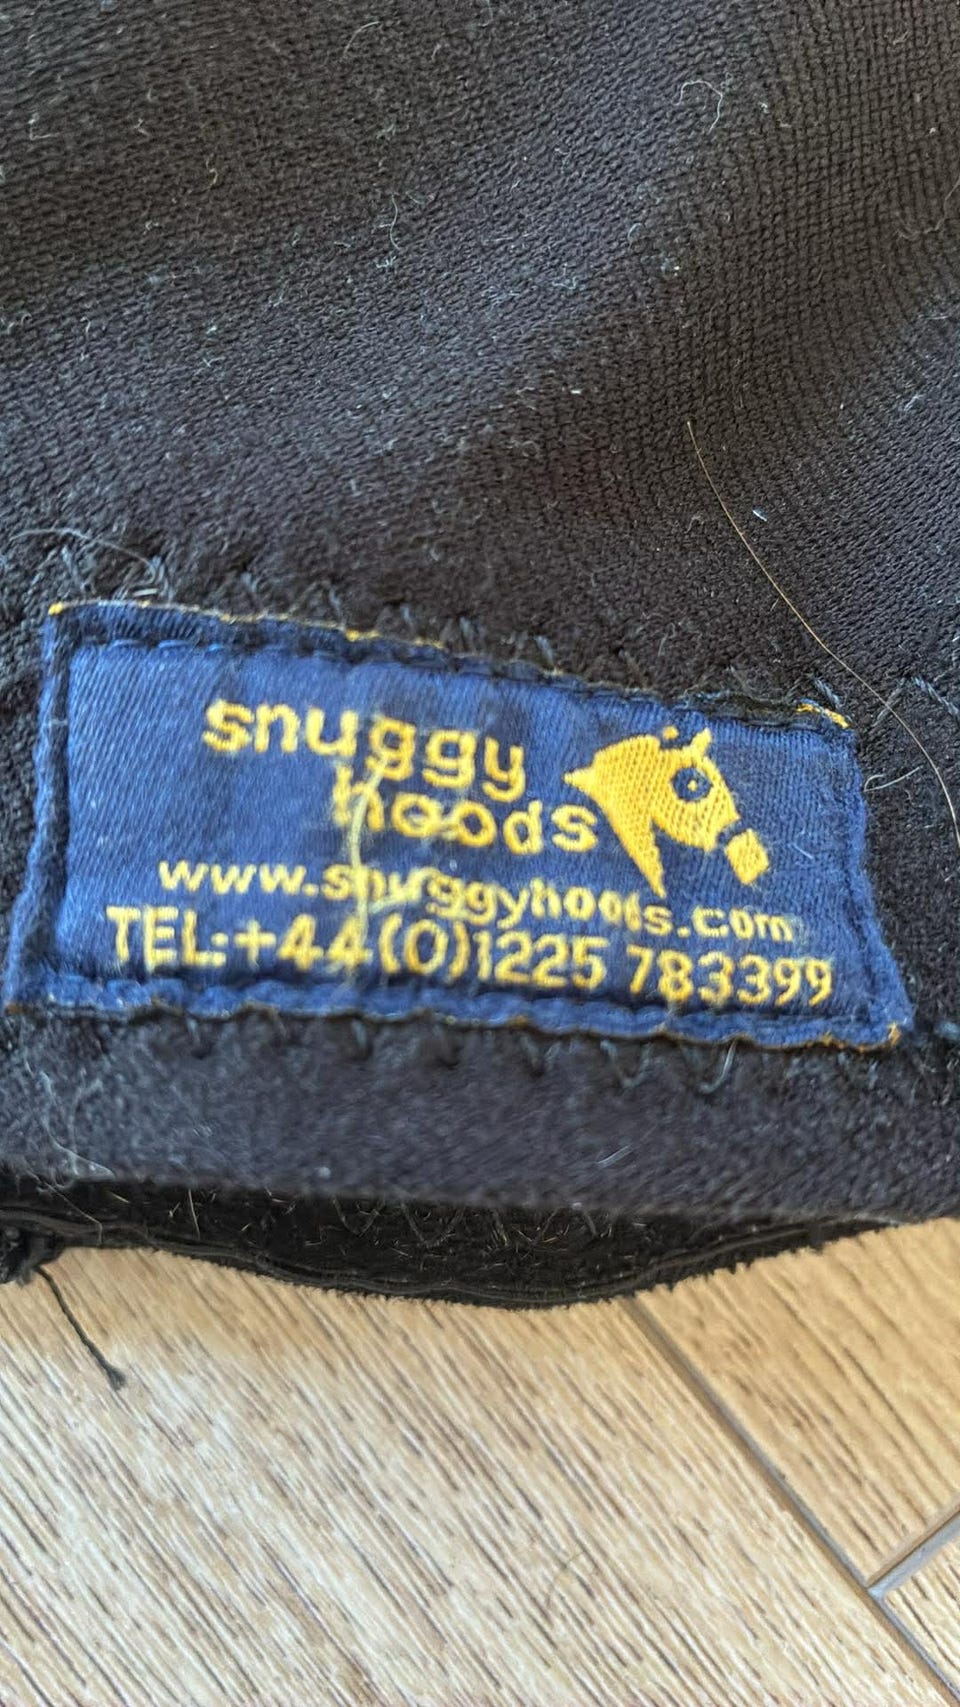 snuggy
hoods
www.snuggyhoods.com
TEL:+44(0)1225 783399